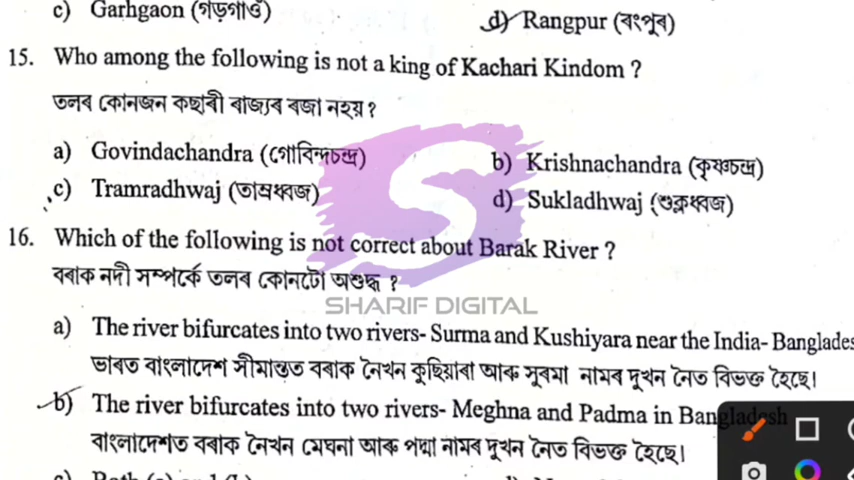 c) Garhgaon (গড়গাওঁ)
d) Rangpur (ৰংপুৰ)
15. Who among the following is not a king of Kachari Kindom ?
তলৰ কোনজন কছাৰী ৰাজ্যৰ ৰজা নহয় ?
a) Govindachandra (গোবিন্দচন্দ্ৰ)
b) Krishnachandra (কৃষ্ণচন্দ্ৰ)
c) Tramradhwaj (তাম্ৰধ্বজ)
d) Sukladhwaj (শুক্লধ্বজ)
16. Which of the following is not correct about Barak River ?
বৰাক নদী সম্পৰ্কে তলৰ কোনটো অশুদ্ধ ?
SHARIF DIGITAL
a) The river bifurcates into two rivers- Surma and Kushiyara near the India- Banglades
ভাৰত বাংলাদেশ সীমান্তত বৰাক নৈখন কুছিয়াৰা আৰু সুৰমা নামৰ দুখন নৈত বিভক্ত হৈছে।
b) The river bifurcates into two rivers- Meghna and Padma in Bangladesh
বাংলাদেশত বৰাক নৈখন মেঘনা আৰু পদ্মা নামৰ দুখন নৈত বিভক্ত হৈছে।